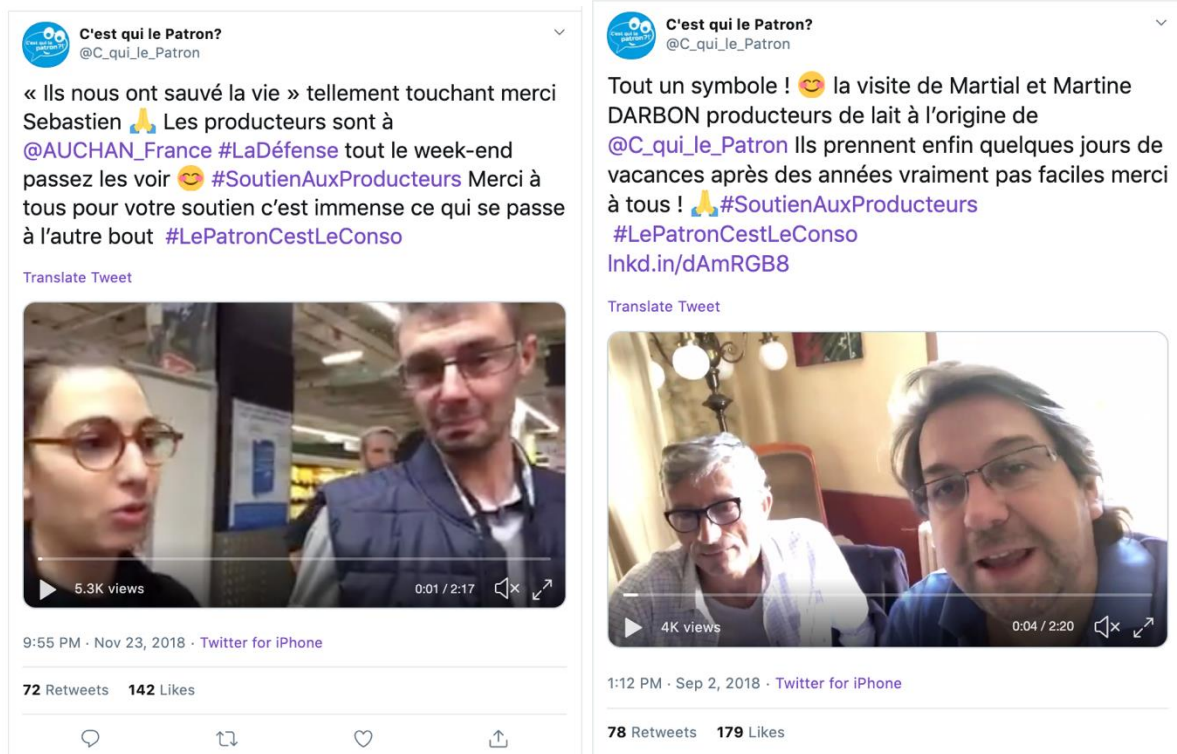 C'est qui le Patron?
@C_qui_le_Patron
« Ils nous ont sauvé la vie » tellement touchant merci
Sebastien 🙏 Les producteurs sont à
@AUCHAN_France #LaDéfense tout le week-end
passez les voir 😊 #SoutienAuxProducteurs Merci à
tous pour votre soutien c’est immense ce qui se passe
à l’autre bout #LePatronCestLeConso
Translate Tweet
5.3K views
0:01 / 2:17
9:55 PM · Nov 23, 2018 · Twitter for iPhone
72 Retweets 142 Likes
C'est qui le Patron?
@C_qui_le_Patron
Tout un symbole ! 😊 la visite de Martial et Martine
DARBON producteurs de lait à l’origine de
@C_qui_le_Patron Ils prennent enfin quelques jours de
vacances après des années vraiment pas faciles merci
à tous ! 🙏#SoutienAuxProducteurs
#LePatronCestLeConso
lnkd.in/dAmRGB8
Translate Tweet
4K views
0:04 / 2:20
1:12 PM · Sep 2, 2018 · Twitter for iPhone
78 Retweets 179 Likes